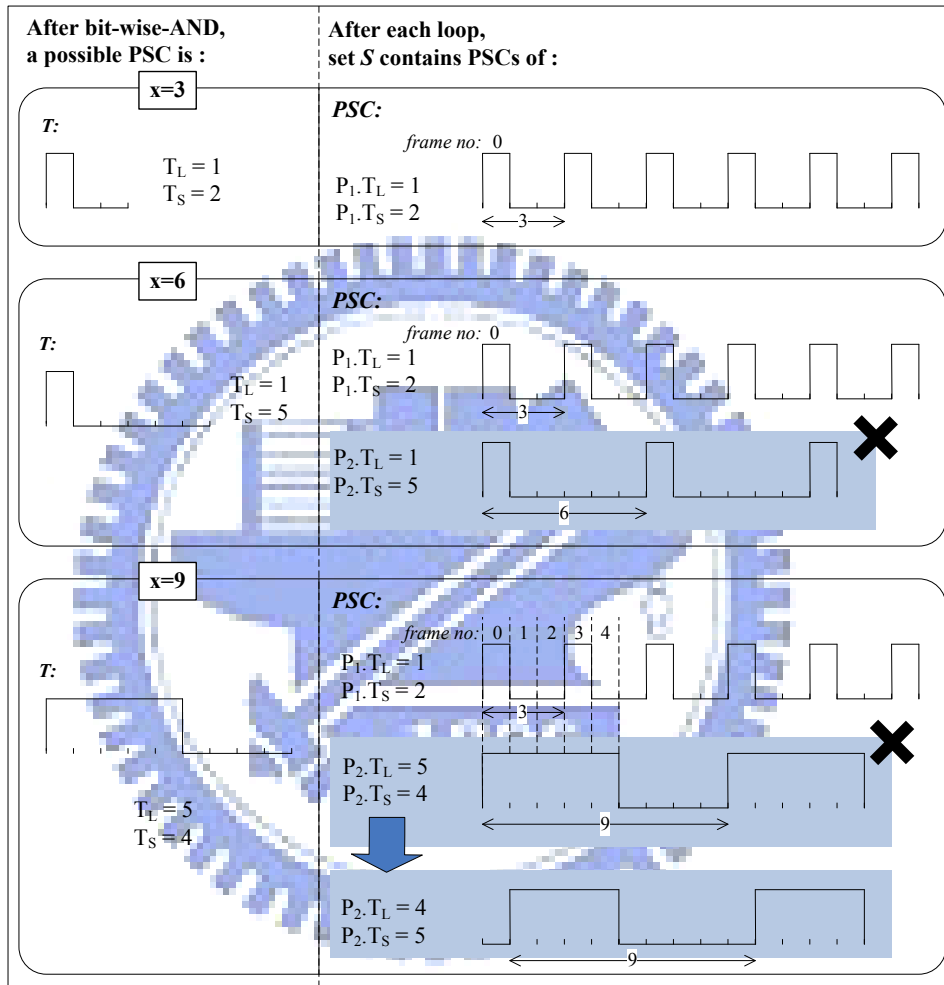 After bit-wise-AND,
a possible PSC is :
After each loop,
set S contains PSCs of :
x=3
T:
T_L = 1
T_S = 2
PSC:
frame no: 0
P_1.T_L = 1
P_1.T_S = 2
3
x=6
T:
T_L = 1
T_S = 5
PSC:
frame no: 0
P_1.T_L = 1
P_1.T_S = 2
3
P_2.T_L = 1
P_2.T_S = 5
6
x=9
T:
T_L = 5
T_S = 4
PSC:
frame no: 0 1 2 3 4
P_1.T_L = 1
P_1.T_S = 2
3
P_2.T_L = 5
P_2.T_S = 4
9
P_2.T_L = 4
P_2.T_S = 5
9